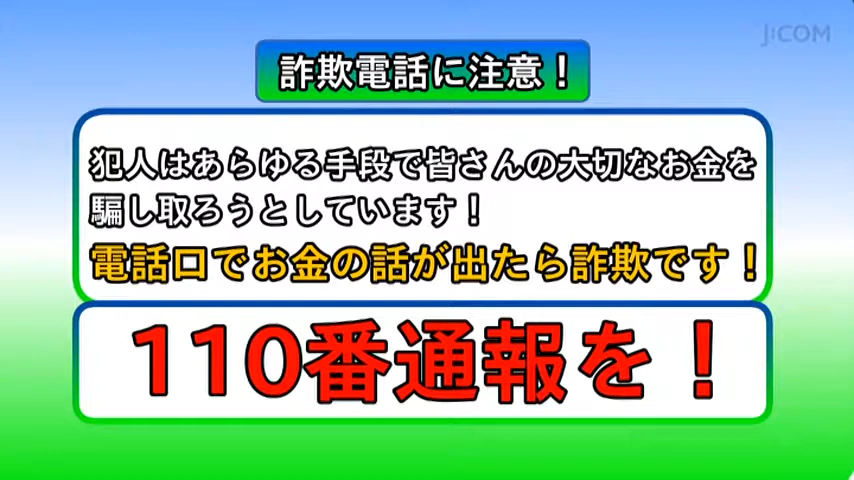 J:COM
詐欺電話に注意！
犯人はあらゆる手段で皆さんの大切なお金を
騙し取ろうとしています！
電話口でお金の話が出たら詐欺です！
110番通報を！